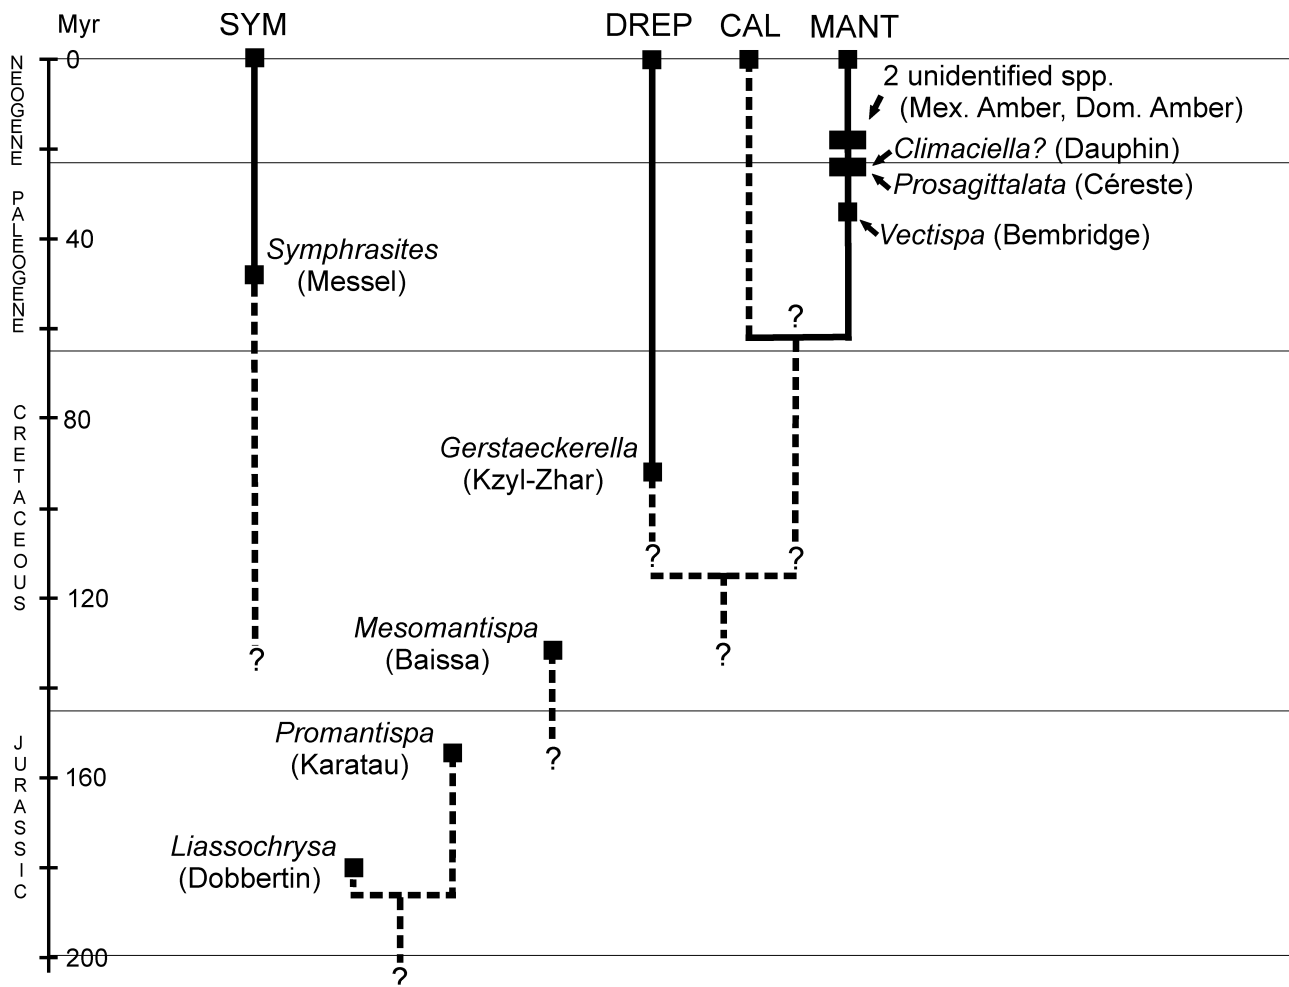 Myr SYM DREP CAL MANT
0
2 unidentified spp.
(Mex. Amber, Dom. Amber)
NEOGENE
Climaciella? (Dauphin)
Prosagittalata (Céreste)
PALEOGENE
40
Vectispa (Bembridge)
Symphrasites
(Messel)
?
80
CRETACEOUS
Gerstaeckerella
(Kzyl-Zhar)
? ?
120
Mesomantispa
(Baissa)
? ?
Promantispa
(Karatau)
?
JURASSIC
160
Liassochrysa
(Dobbertin)
200
?